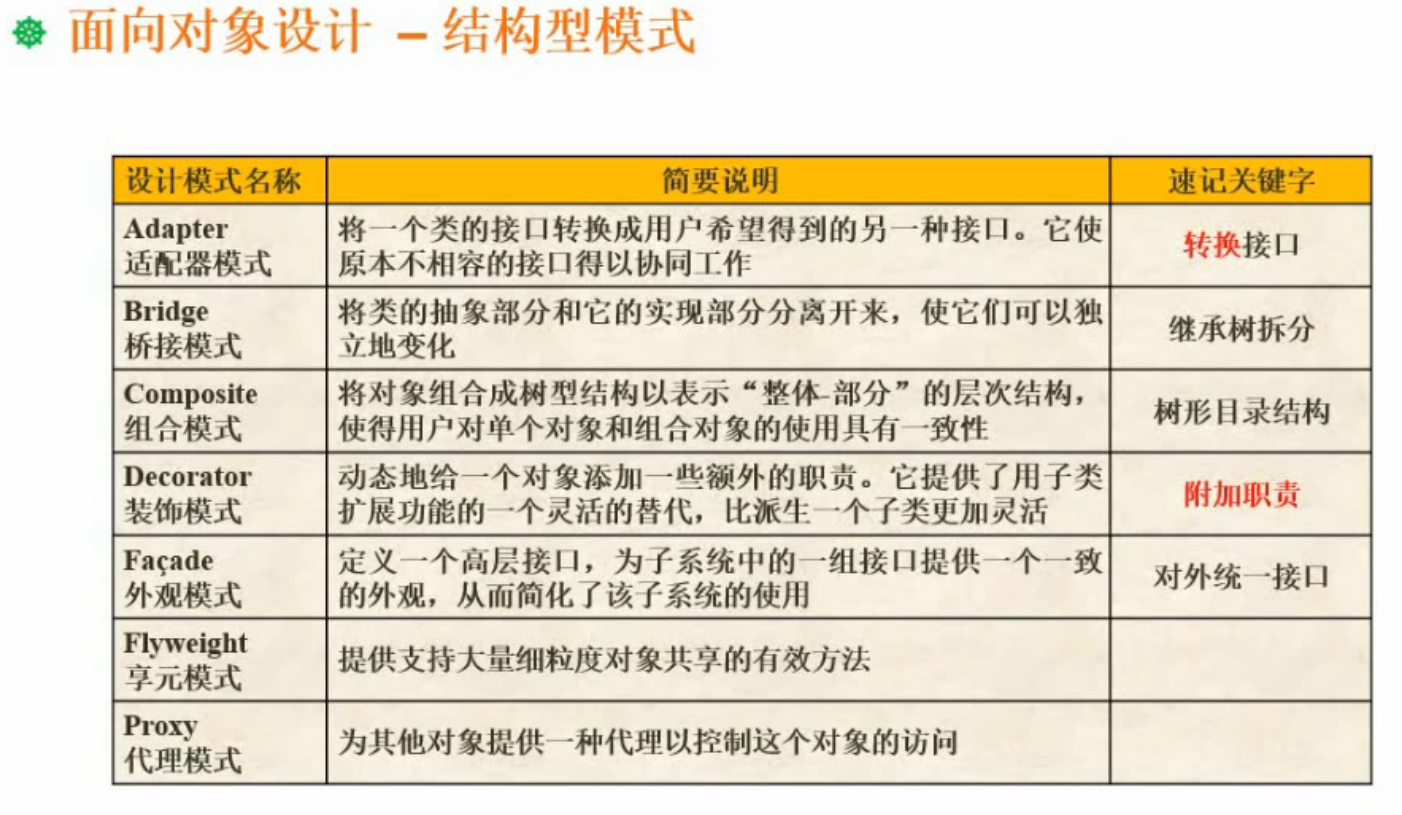 面向对象设计 – 结构型模式
设计模式名称 简要说明 速记关键字
Adapter
适配器模式
将一个类的接口转换成用户希望得到的另一种接口。它使
原本不相容的接口得以协同工作
转换接口
Bridge
桥接模式
将类的抽象部分和它的实现部分分离开来，使它们可以独
立地变化
继承树拆分
Composite
组合模式
将对象组合成树型结构以表示“整体-部分”的层次结构，
使得用户对单个对象和组合对象的使用具有一致性
树形目录结构
Decorator
装饰模式
动态地给一个对象添加一些额外的职责。它提供了用子类
扩展功能的一个灵活的替代，比派生一个子类更加灵活
附加职责
Façade
外观模式
定义一个高层接口，为子系统中的一组接口提供一个一致
的外观，从而简化了该子系统的使用
对外统一接口
Flyweight
享元模式
提供支持大量细粒度对象共享的有效方法
Proxy
代理模式
为其他对象提供一种代理以控制这个对象的访问